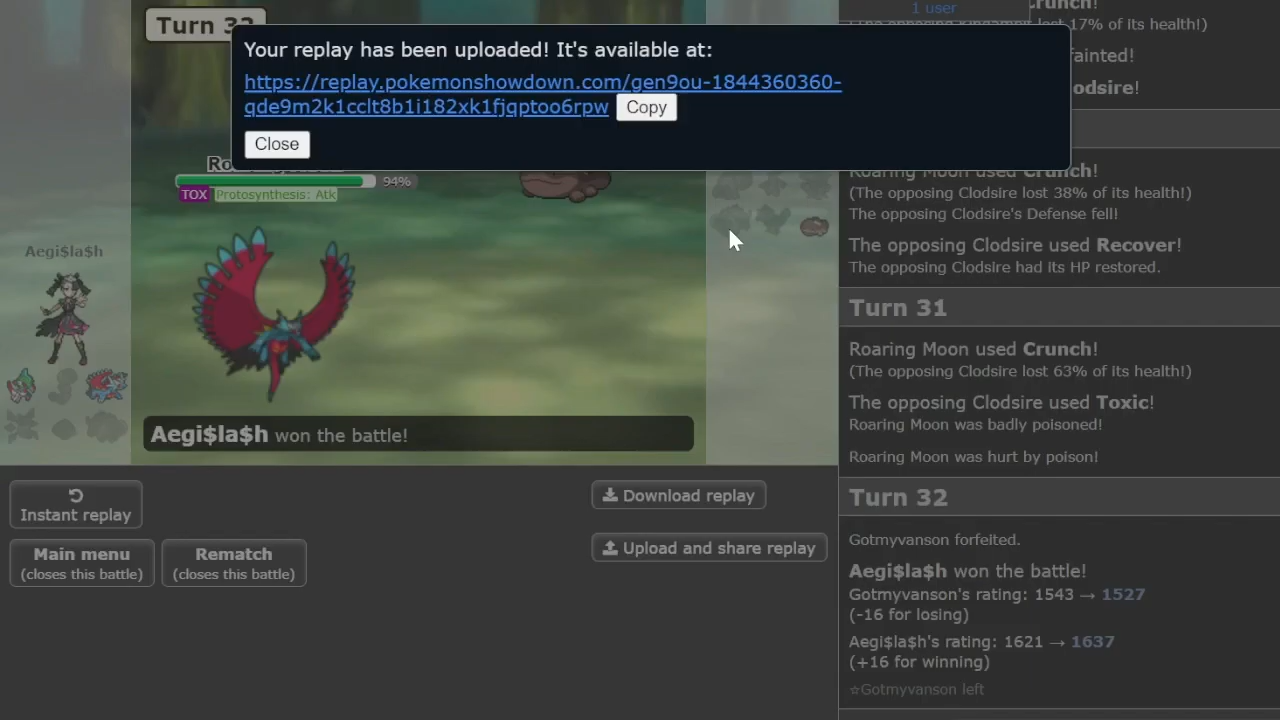 Turn 32
Your replay has been uploaded! It's available at:
https://replay.pokemonshowdown.com/gen9ou-1844360360-
qde9m2k1cclt8b1i182xk1fjqptoo6rpw Copy
Close
94%
TOX Protosynthesis: Atk
Aegi$la$h
Aegi$la$h won the battle!
Instant replay
Download replay
Upload and share replay
Main menu
(closes this battle)
Rematch
(closes this battle)
1 user
Crunch!
lost 17% of its health!)
fainted!
odsire!
Roaring Moon used Crunch!
(The opposing Clodsire lost 38% of its health!)
The opposing Clodsire's Defense fell!
The opposing Clodsire used Recover!
The opposing Clodsire had its HP restored.
Turn 31
Roaring Moon used Crunch!
(The opposing Clodsire lost 63% of its health!)
The opposing Clodsire used Toxic!
Roaring Moon was badly poisoned!
Roaring Moon was hurt by poison!
Turn 32
Gotmyvanson forfeited.
Aegi$la$h won the battle!
Gotmyvanson's rating: 1543 → 1527
(-16 for losing)
Aegi$la$h's rating: 1621 → 1637
(+16 for winning)
☆Gotmyvanson left